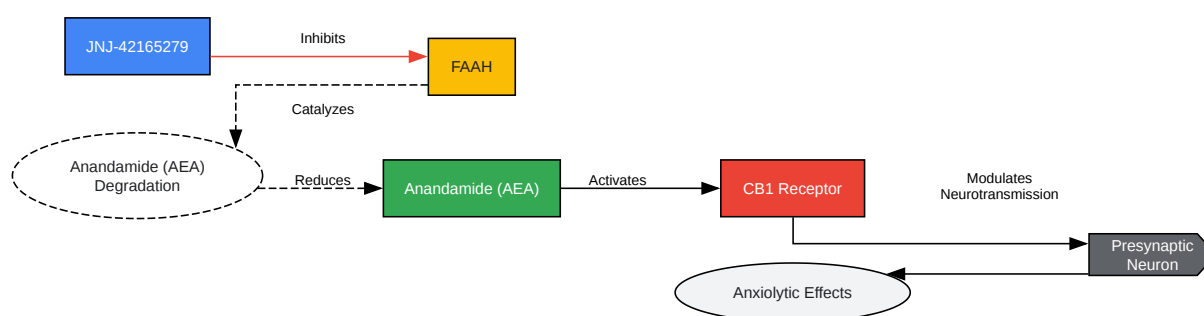 JNJ-42165279
Inhibits
FAAH
Catalyzes
Anandamide (AEA)
Degradation
Reduces
Anandamide (AEA)
Activates
CB1 Receptor
Modulates
Neurotransmission
Presynaptic
Neuron
Anxiolytic Effects